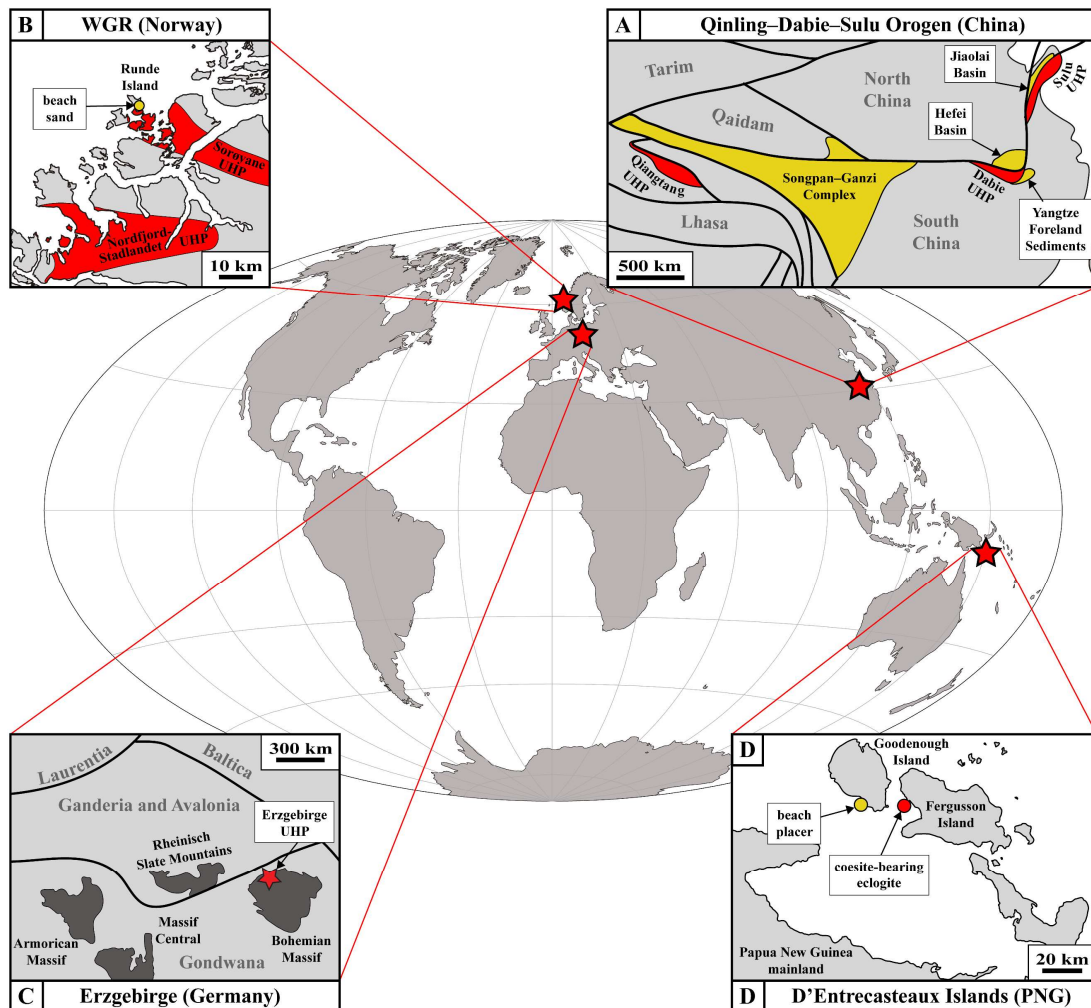 B
WGR (Norway)
Runde
Island
beach
sand
Sorøyane
UHP
Nordfjord-
Stadlandet
UHP
10 km
A
Qinling–Dabie–Sulu Orogen (China)
Tarim
North
China
Jiaolai
Basin
Sulu
UHP
Qaidam
Hefei
Basin
Qiangtang
UHP
Songpan–Ganzi
Complex
Dabie
UHP
Lhasa
South
China
Yangtze
Foreland
Sediments
500 km
300 km
Laurentia
Baltica
Ganderia and Avalonia
Erzgebirge
UHP
Rheinisch
Slate Mountains
Massif
Central
Armorican
Massif
Bohemian
Massif
Gondwana
C
Erzgebirge (Germany)
D
Goodenough
Island
beach
placer
Fergusson
Island
coesite-bearing
eclogite
Papua New Guinea
mainland
20 km
D
D’Entrecasteaux Islands (PNG)